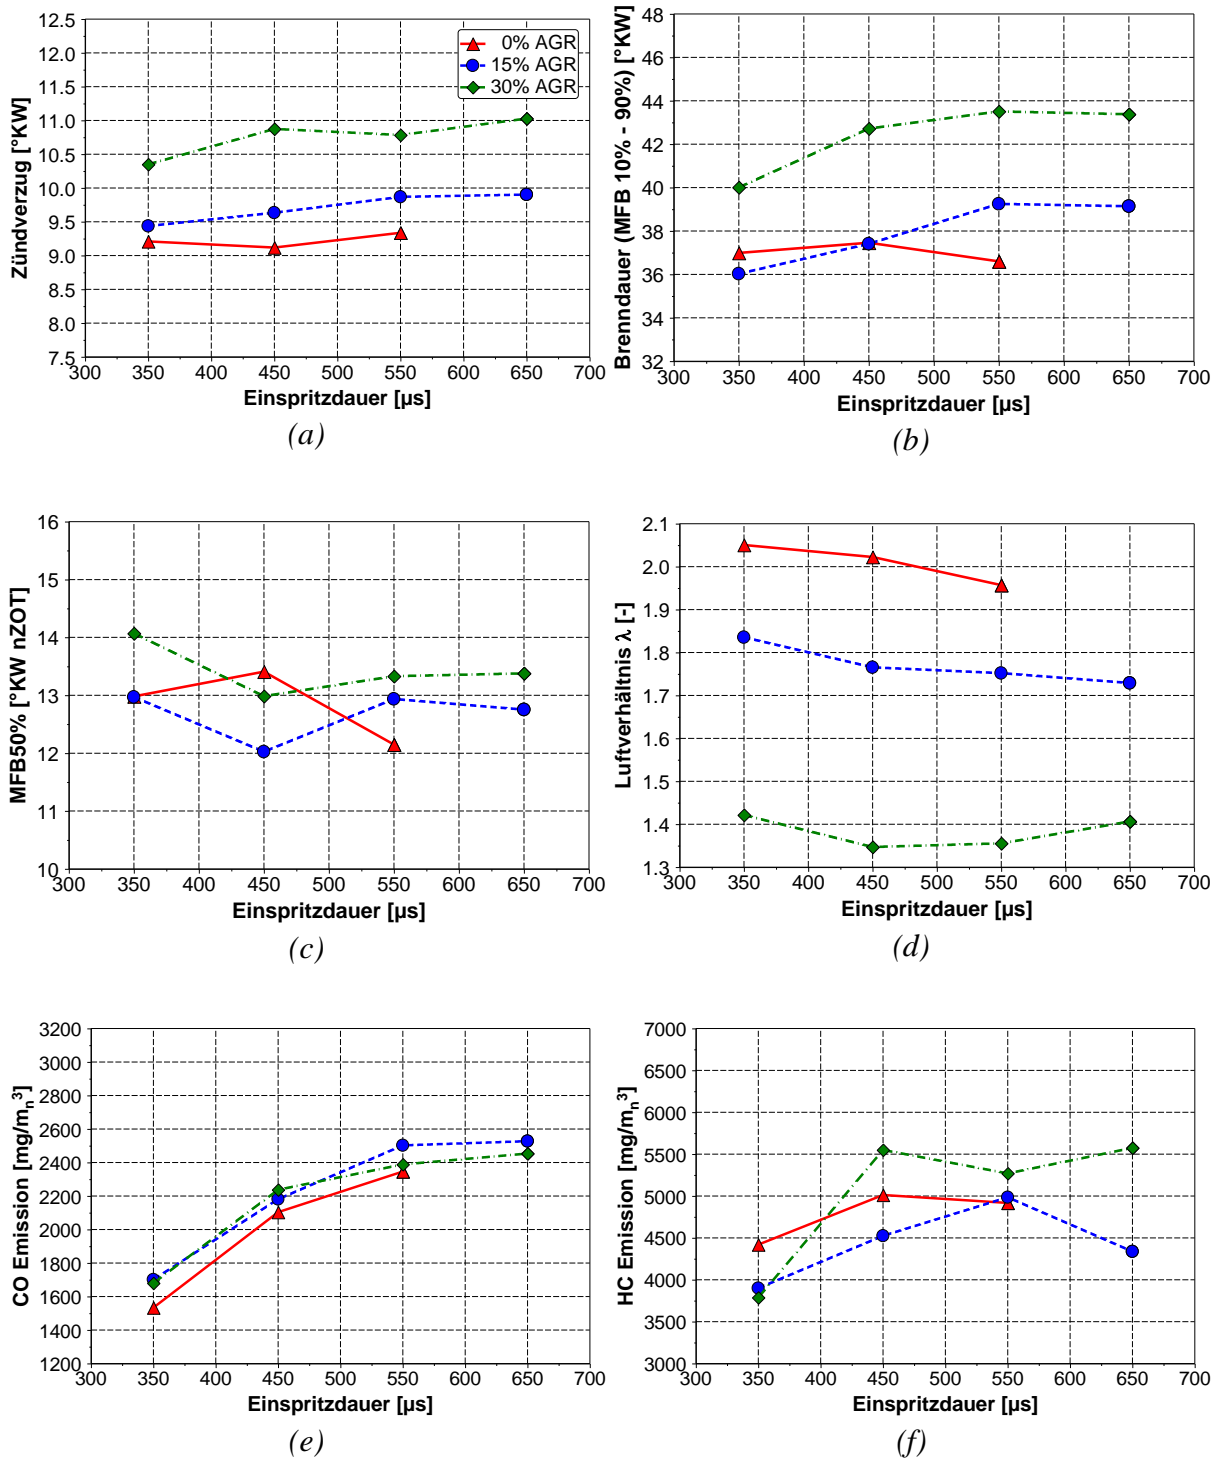 Zündverzug [°KW]
12.5
12.0
11.5
11.0
10.5
10.0
9.5
9.0
8.5
8.0
7.5
0% AGR
15% AGR
30% AGR
300 350 400 450 500 550 600 650 700
Einspritzdauer [µs]
(a)
Brenndauer (MFB 10% - 90%) [°KW]
48
46
44
42
40
38
36
34
32
300 350 400 450 500 550 600 650 700
Einspritzdauer [µs]
(b)
MFB50% [°KW nZOT]
16
15
14
13
12
11
10
300 350 400 450 500 550 600 650 700
Einspritzdauer [µs]
(c)
Luftverhältnis λ [-]
2.1
2.0
1.9
1.8
1.7
1.6
1.5
1.4
1.3
300 350 400 450 500 550 600 650 700
Einspritzdauer [µs]
(d)
CO Emission [mg/mn³]
3200
3000
2800
2600
2400
2200
2000
1800
1600
1400
1200
300 350 400 450 500 550 600 650 700
Einspritzdauer [µs]
(e)
HC Emission [mg/mn³]
7000
6500
6000
5500
5000
4500
4000
3500
3000
300 350 400 450 500 550 600 650 700
Einspritzdauer [µs]
(f)